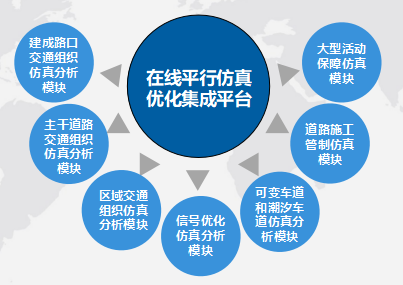 在线平行仿真
优化集成平台
建成路口
交通组织
仿真分析
模块
主干道路
交通组织
仿真分析
模块
区域交通
组织仿真
分析模块
信号优化
仿真分析
模块
可变车道
和潮汐车
道仿真分
析模块
道路施工
管制仿真
模块
大型活动
保障仿真
模块